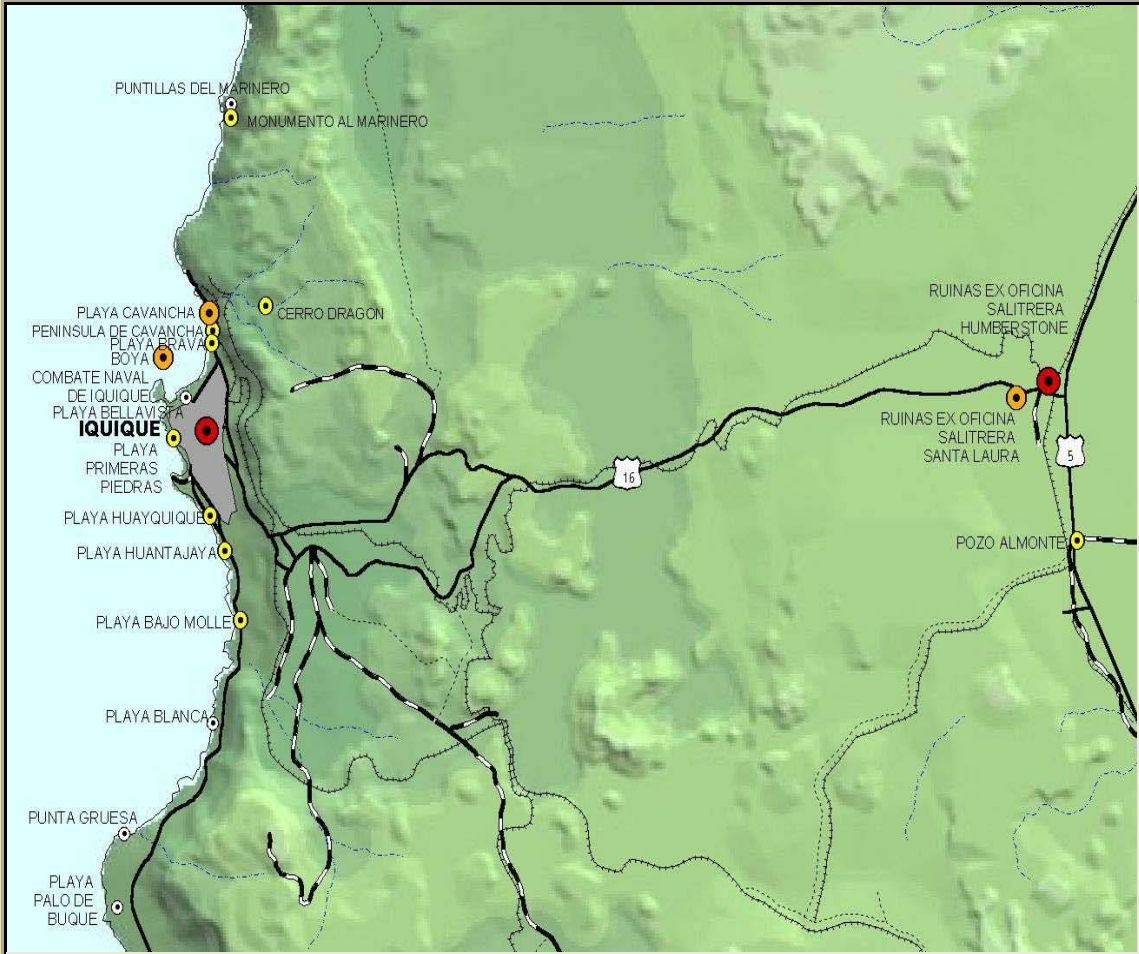 PUNTILLAS DEL MARINERO
MONUMENTO AL MARINERO
PLAYA CAVANCHA
CERRO DRAGON
PENINSULA DE CAVANCHA
PLAYA BRAVA
BOYA
COMBATE NAVAL
DE IQUIQUE
PLAYA BELLAVISTA
IQUIQUE
PLAYA
PRIMERAS
PIEDRAS
PLAYA HUAYQUIQUE
PLAYA HUANTAJAYA
PLAYA BAJO MOLLE
PLAYA BLANCA
PUNTA GRUESA
PLAYA
PALO DE
BUQUE
16
RUINAS EX OFICINA
SALITRERA
HUMBERSTONE
RUINAS EX OFICINA
SALITRERA
SANTA LAURA
5
POZO ALMONTE